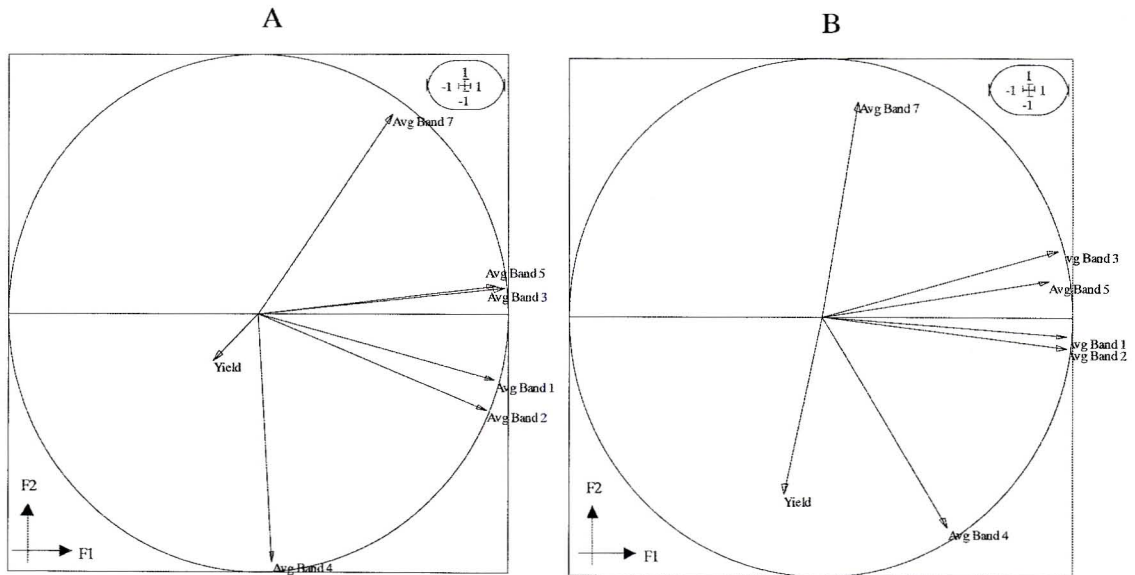 A
1
-1 1
-1
Avg Band 7
Avg Band 5
Avg Band 3
Yield
Avg Band 1
Avg Band 2
F2
F1
Avg Band 4
B
1
-1 1
-1
Avg Band 7
vg Band 3
Avg Band 5
Avg Band 1
Avg Band 2
Yield
F2
Avg Band 4
F1